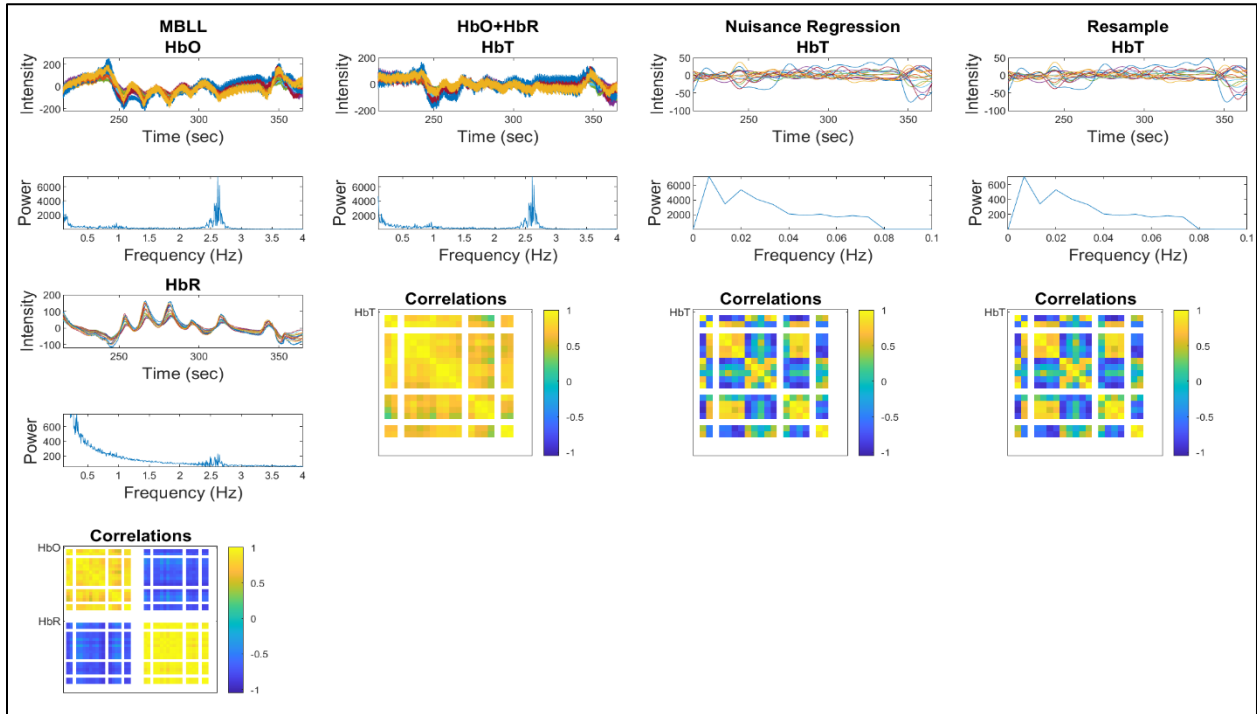 MBLL
HbO
Intensity
200
0
-200
250
300
350
Time (sec)
Power
6000
4000
2000
0.5
1
1.5
2
2.5
3
3.5
4
Frequency (Hz)
HbR
Intensity
200
100
0
-100
250
300
350
Time (sec)
Power
600
400
200
0.5
1
1.5
2
2.5
3
3.5
4
Frequency (Hz)
Correlations
HbO
HbR
1
0.5
0
-0.5
-1
HbO+HbR
HbT
Intensity
200
0
-200
250
300
350
Time (sec)
Power
6000
4000
2000
0.5
1
1.5
2
2.5
3
3.5
4
Frequency (Hz)
Correlations
HbT
1
0.5
0
-0.5
-1
Nuisance Regression
HbT
Intensity
50
0
-50
-100
250
300
350
Time (sec)
Power
6000
4000
2000
0
0.02
0.04
0.06
0.08
0.1
Frequency (Hz)
Correlations
HbT
1
0.5
0
-0.5
-1
Resample
HbT
Intensity
50
0
-50
-100
250
300
350
Time (sec)
Power
600
400
200
0
0.02
0.04
0.06
0.08
0.1
Frequency (Hz)
Correlations
HbT
1
0.5
0
-0.5
-1